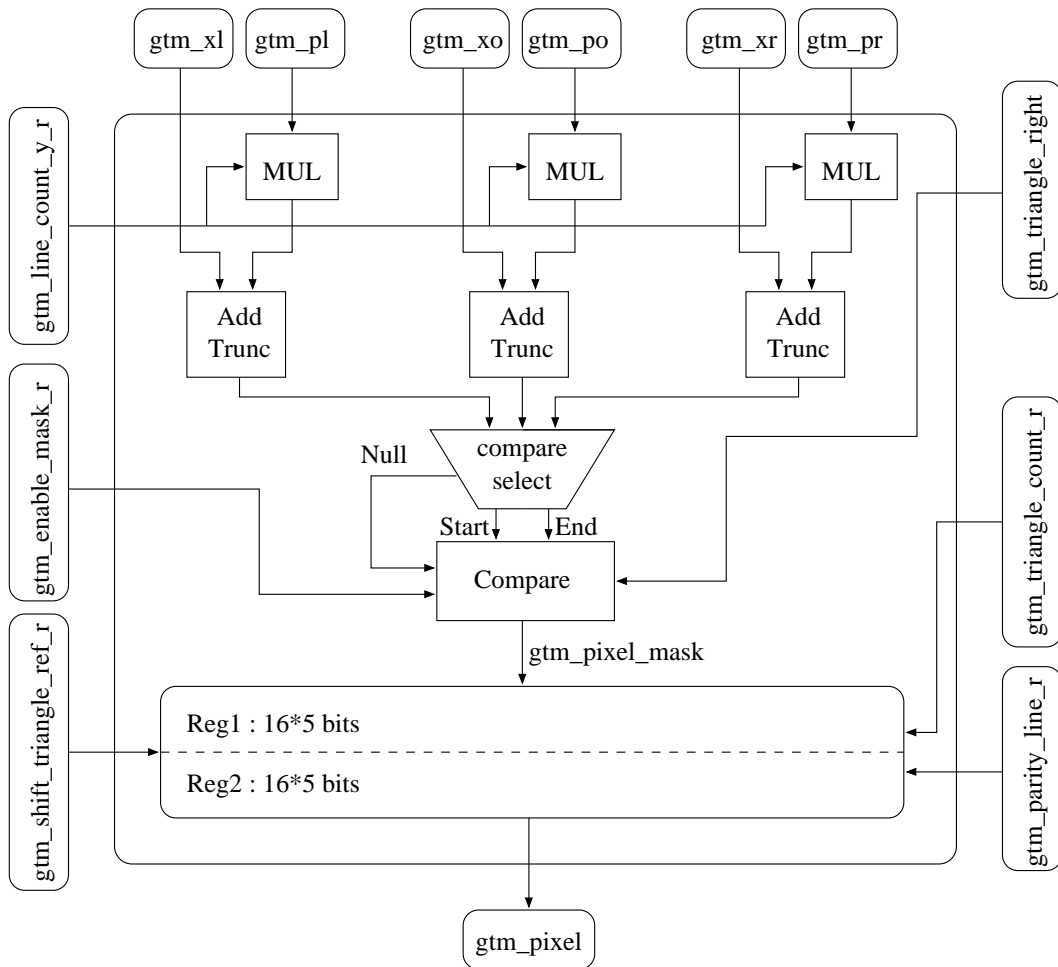 gtm_xl
gtm_pl
gtm_xo
gtm_po
gtm_xr
gtm_pr
gtm_line_count_y_r
gtm_triangle_right
MUL
MUL
MUL
Add
Trunc
Add
Trunc
Add
Trunc
gtm_enable_mask_r
gtm_triangle_count_r
Null
compare
select
Start
End
Compare
gtm_pixel_mask
gtm_shift_triangle_ref_r
gtm_parity_line_r
Reg1 : 16*5 bits
Reg2 : 16*5 bits
gtm_pixel